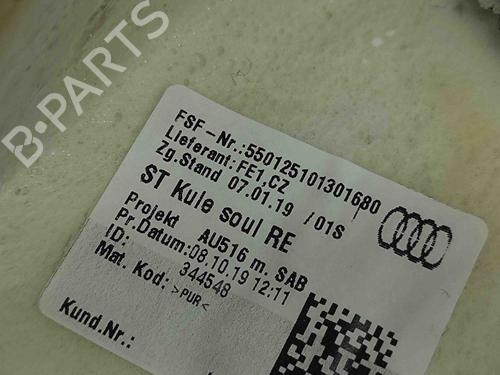 B-PARTS
FSF-Nr.:550125101301680
Lieferant:FE1.CZ
Zg.Stand 07.01.19 /01S
ST Kule soul RE
Projekt AU516 m. SAB
Pr.Datum:08.10.19 12:11
ID: 344548
Mat. Kod: >PUR<
Kund.Nr.: